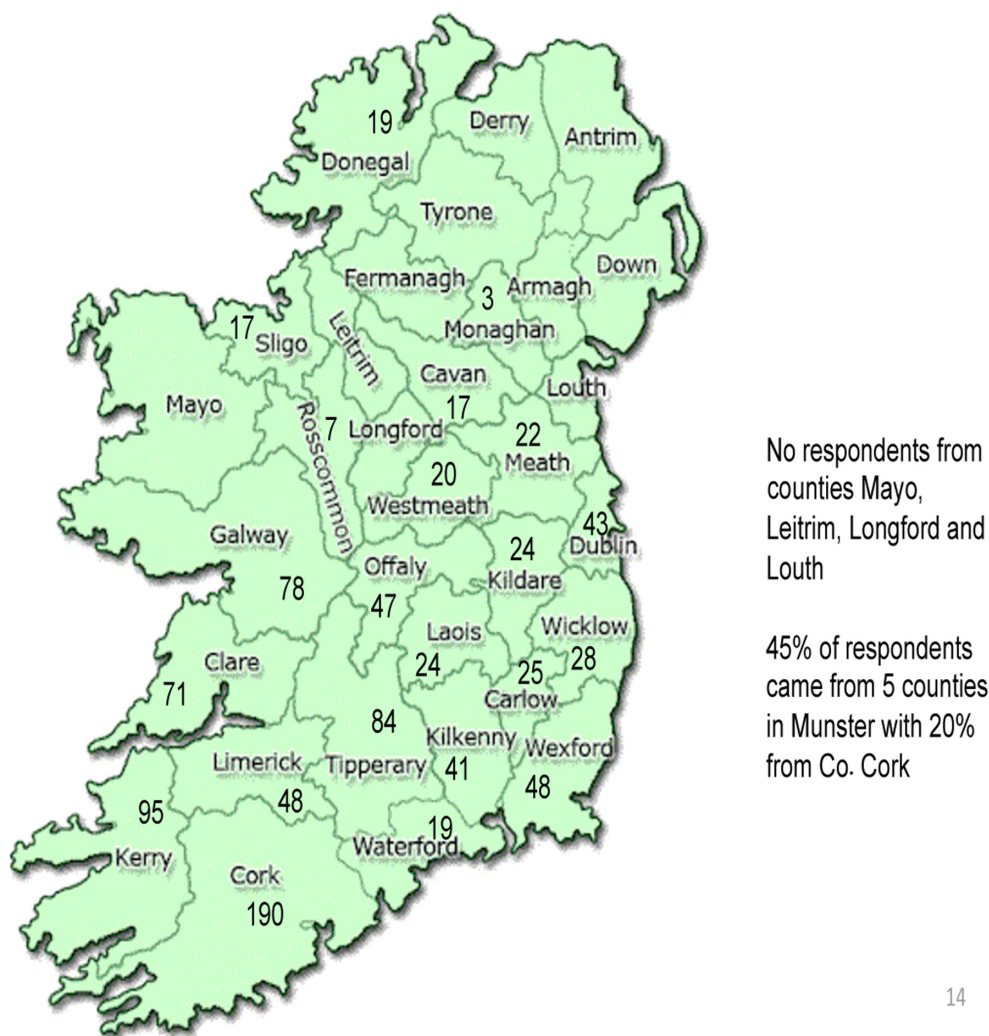 19
Donegal
Derry
Antrim
Tyrone
Fermanagh
3
Armagh
Down
Monaghan
17
Sligo
Leitrim
Cavan
17
Louth
Mayo
Rosscommon
7
Longford
22
Meath
20
Westmeath
43
Dublin
Galway
78
Offaly
47
24
Kildare
Laois
24
Wicklow
28
25
Carlow
Clare
71
84
Tipperary
Kilkenny
41
Wexford
48
Limerick
48
95
Kerry
19
Waterford
Cork
190
No respondents from
counties Mayo,
Leitrim, Longford and
Louth
45% of respondents
came from 5 counties
in Munster with 20%
from Co. Cork
14